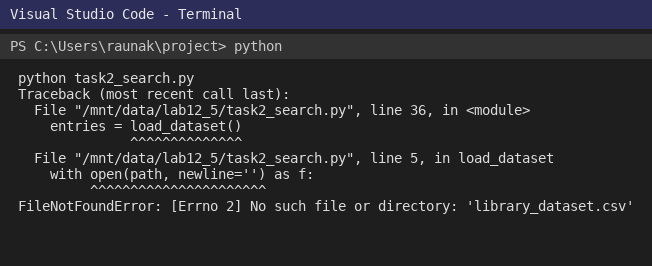 Visual Studio Code - Terminal
PS C:\Users\raunak\project> python
python task2_search.py
Traceback (most recent call last):
  File "/mnt/data/lab12_5/task2_search.py", line 36, in <module>
    entries = load_dataset()
              ^^^^^^^^^^^^^^
  File "/mnt/data/lab12_5/task2_search.py", line 5, in load_dataset
    with open(path, newline='') as f:
         ^^^^^^^^^^^^^^^^^^^^^^
FileNotFoundError: [Errno 2] No such file or directory: 'library_dataset.csv'